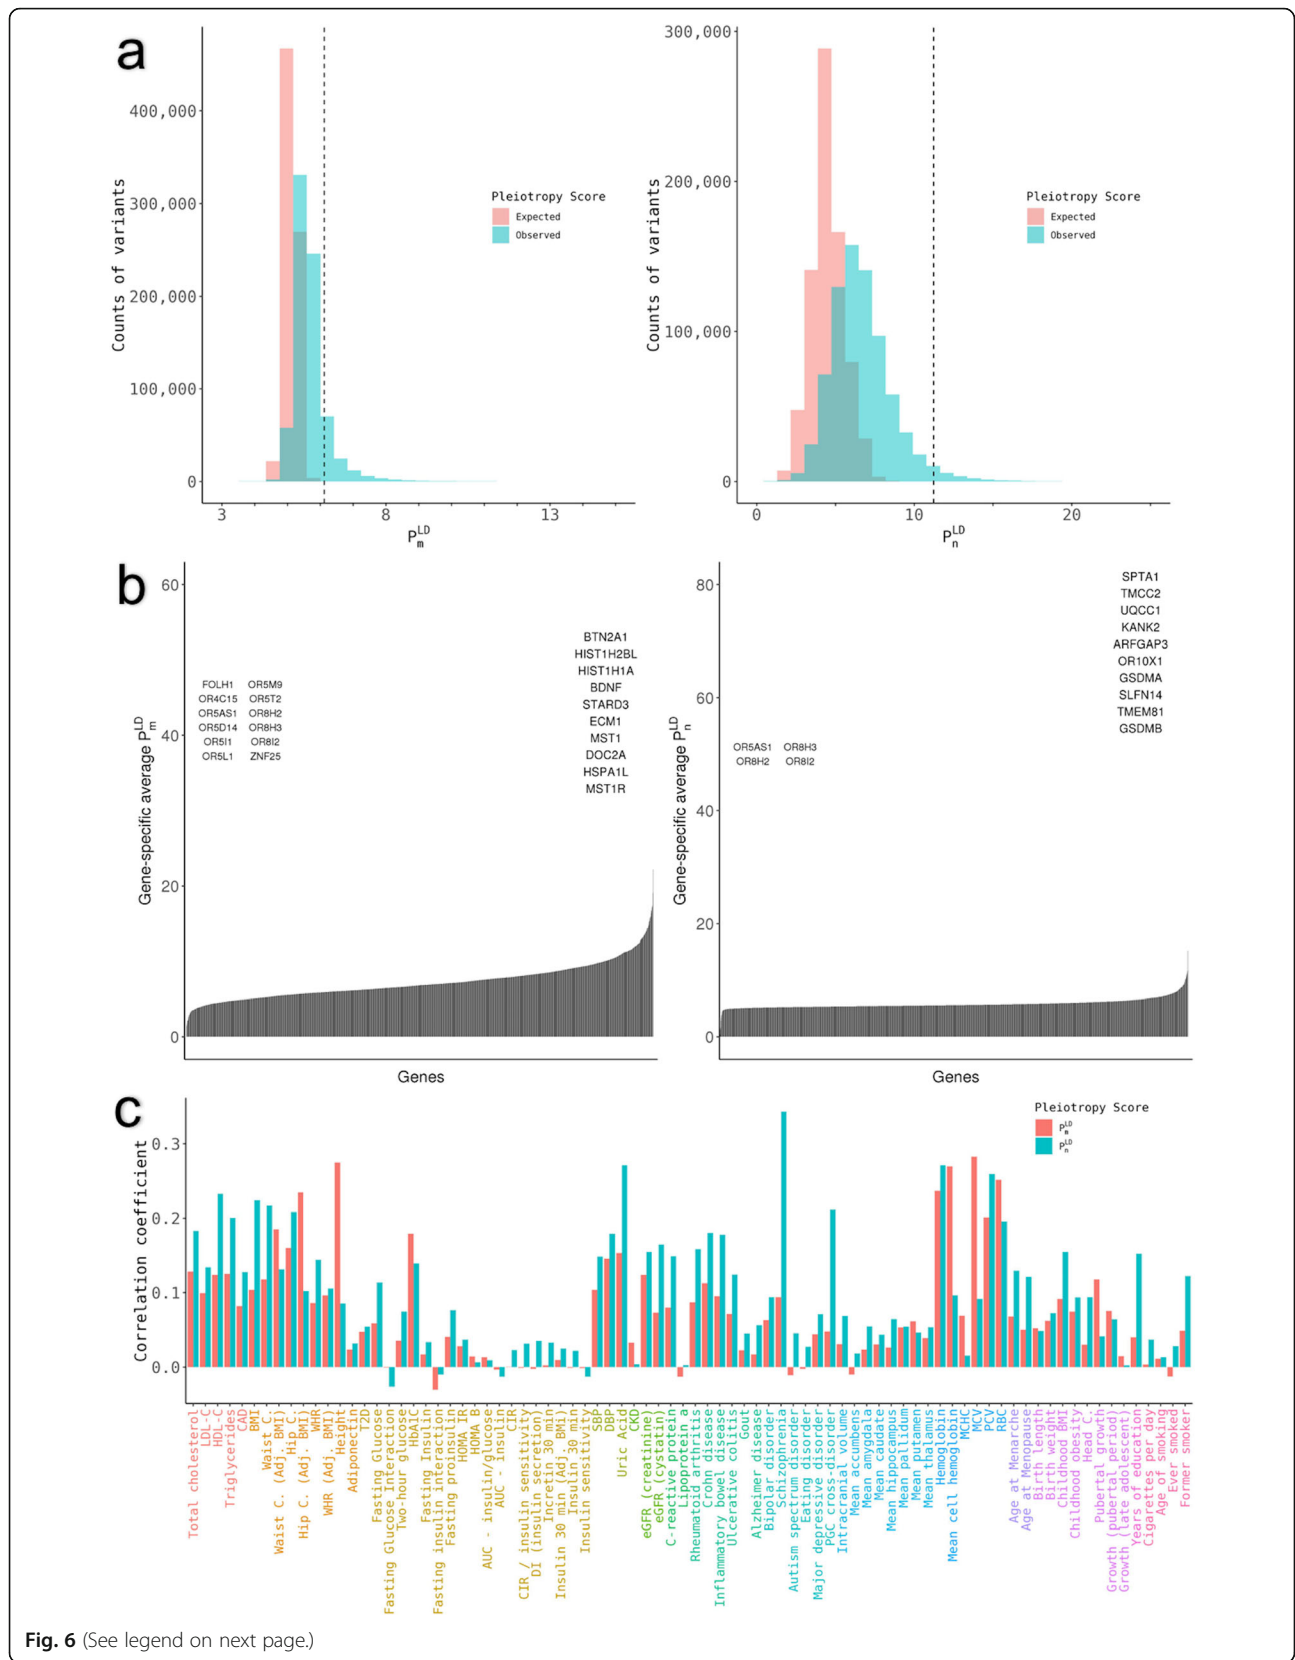 a
400,000
300,000
200,000
100,000
0
Counts of variants
3
8
13
P_m^LD
Pleiotropy Score
Expected
Observed
300,000
200,000
100,000
0
Counts of variants
0
10
20
P_n^LD
Pleiotropy Score
Expected
Observed
b
60
40
20
0
Gene-specific average P_m^LD
FOLH1 OR5M9
OR4C15 OR5T2
OR5AS1 OR8H2
OR5D14 OR8H3
OR5I1 OR8I2
OR5L1 ZNF25
BTN2A1
HIST1H2BL
HIST1H1A
BDNF
STARD3
ECM1
MST1
DOC2A
HSPA1L
MST1R
Genes
80
60
40
20
0
Gene-specific average P_n^LD
OR5AS1 OR8H3
OR8H2 OR8I2
SPTA1
TMCC2
UQCC1
KANK2
ARFGAP3
OR10X1
GSDMA
SLFN14
TMEM81
GSDMB
Genes
c
Correlation coefficient
0.3
0.2
0.1
0.0
Pleiotropy Score
P_m^LD
P_n^LD
Total cholesterol
LDL-C
HDL-C
Triglycerides
CAD
BMI
Waist C.
Waist C. (Adj. BMI)
Hip C.
Hip C. (Adj. BMI)
WHR
WHR (Adj. BMI)
Height
Adiponectin
T2D
Fasting Glucose
Fasting Glucose Interaction
Two-hour glucose
HbA1C
Fasting Insulin
Fasting insulin interaction
Fasting proinsulin
HOMA IR
HOMA B
AUC - insulin/glucose
AUC - insulin
CIR
CIR / insulin sensitivity
DI (insulin secretion)
Incretin 30 min
Insulin 30 min (Adj. BMI)
Insulin 30 min
Insulin sensitivity
SBP
DBP
Uric Acid
CKD
eGFR (creatinine)
eGFR (cystatin)
C-reactive protein
Lipoprotein a
Rheumatoid arthritis
Crohn disease
Inflammatory bowel disease
Ulcerative colitis
Gout
Alzheimer disease
Bipolar disorder
Schizophrenia
Autism spectrum disorder
Eating disorder
Major depressive disorder
PGC cross-disorder
Intracranial volume
Mean accumbens
Mean amygdala
Mean caudate
Mean hippocampus
Mean pallidum
Mean putamen
Mean thalamus
Hemoglobin
Mean cell hemoglobin
MCHC
MCV
PCV
RBC
Age at Menarche
Age at Menopause
Birth length
Birth weight
Childhood BMI
Childhood obesity
Head C.
Pubertal growth
Growth (pubertal period)
Growth (late adolescent)
Years of education
Cigarettes per day
Age of smoking
Ever smoked
Former smoker
Fig. 6 (See legend on next page.)